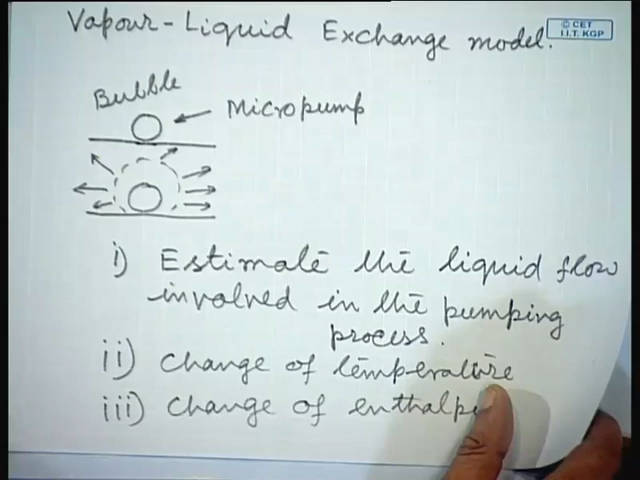 Vapour-Liquid Exchange model.
© CET
I.I.T. KGP
Bubble
Micropump
i) Estimate the liquid flow
involved in the pumping
process.
ii) change of temperature
iii) change of